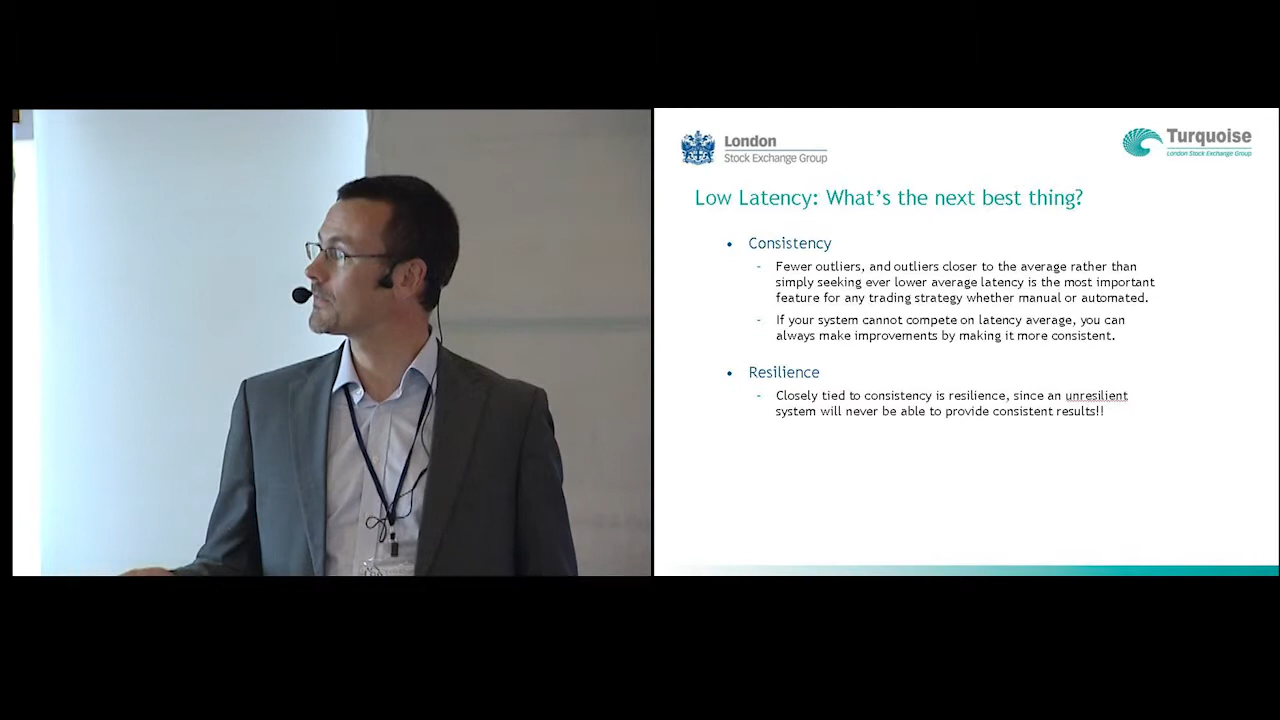 London
Stock Exchange Group
Turquoise
London Stock Exchange Group
Low Latency: What's the next best thing?
• Consistency
- Fewer outliers, and outliers closer to the average rather than
simply seeking ever lower average latency is the most important
feature for any trading strategy whether manual or automated.
- If your system cannot compete on latency average, you can
always make improvements by making it more consistent.
• Resilience
- Closely tied to consistency is resilience, since an unresilient
system will never be able to provide consistent results!!